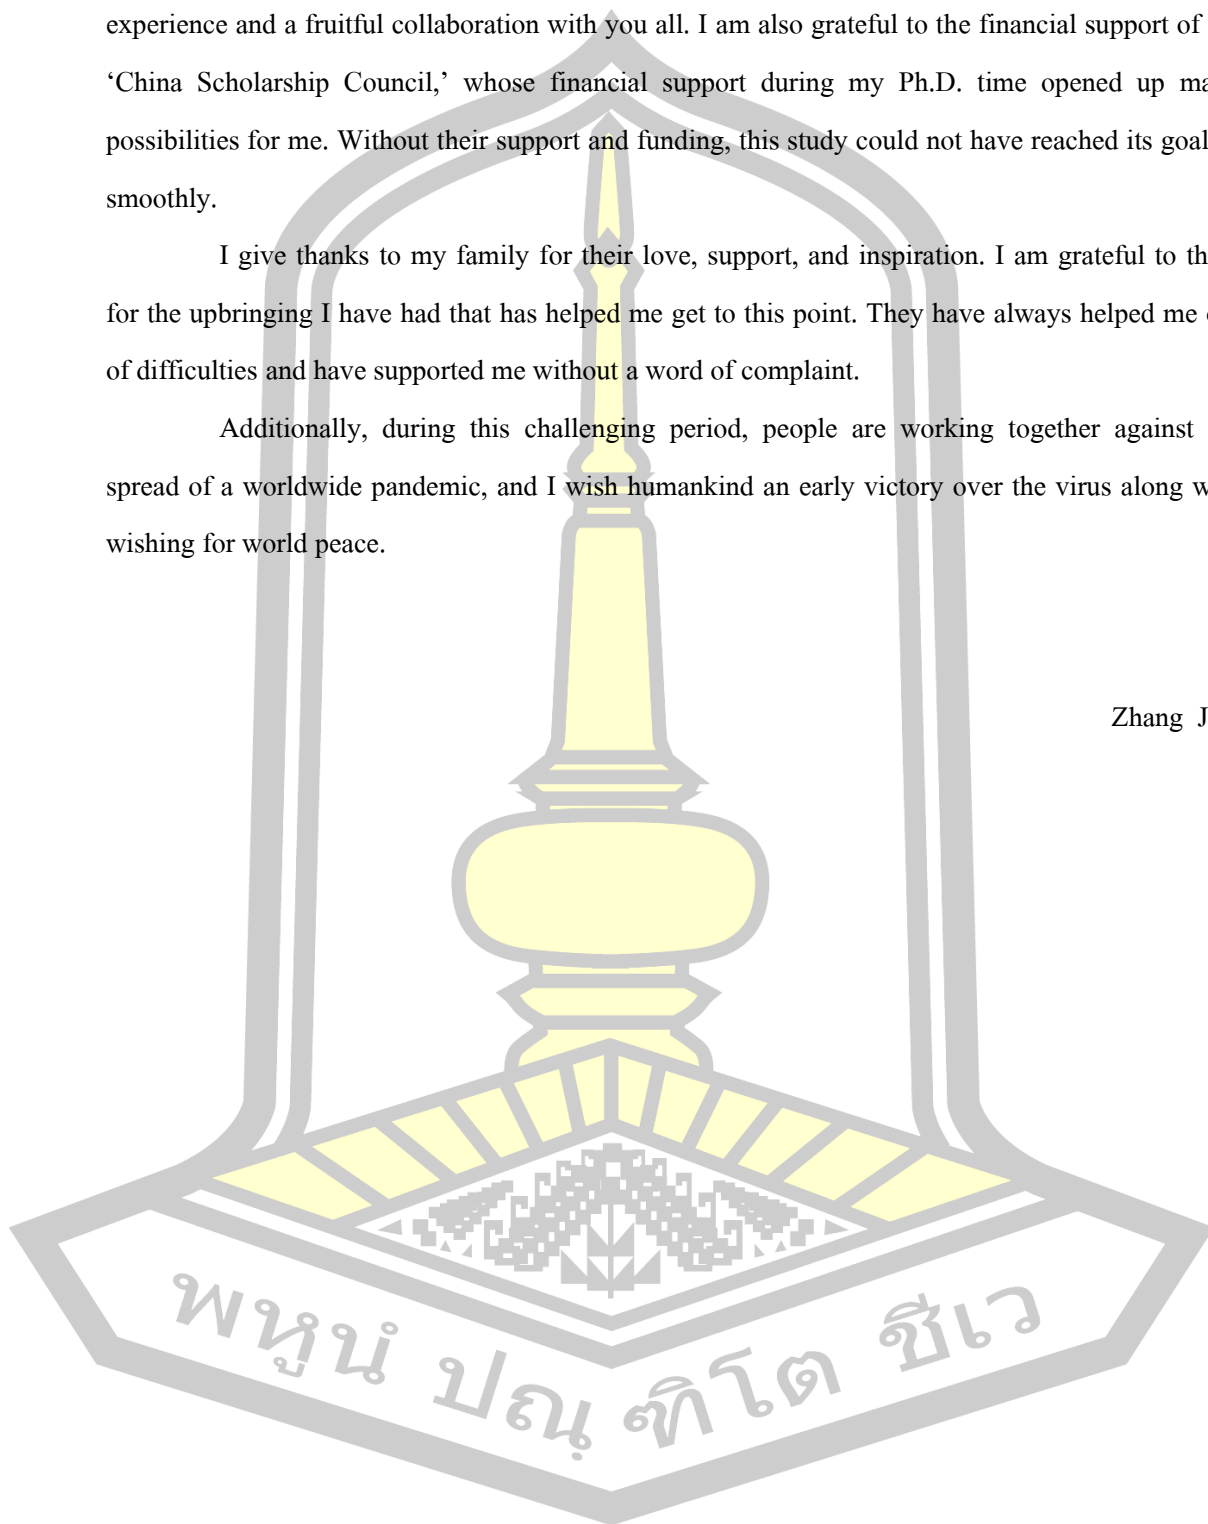 experience and a fruitful collaboration with you all. I am also grateful to the financial support of
‘China Scholarship Council,’ whose financial support during my Ph.D. time opened up ma
possibilities for me. Without their support and funding, this study could not have reached its goal
smoothly.
I give thanks to my family for their love, support, and inspiration. I am grateful to th
for the upbringing I have had that has helped me get to this point. They have always helped me
of difficulties and have supported me without a word of complaint.
Additionally, during this challenging period, people are working together against
spread of a worldwide pandemic, and I wish humankind an early victory over the virus along w
wishing for world peace.
Zhang J
พหูนํ ปณฺฑิโต ชีเว